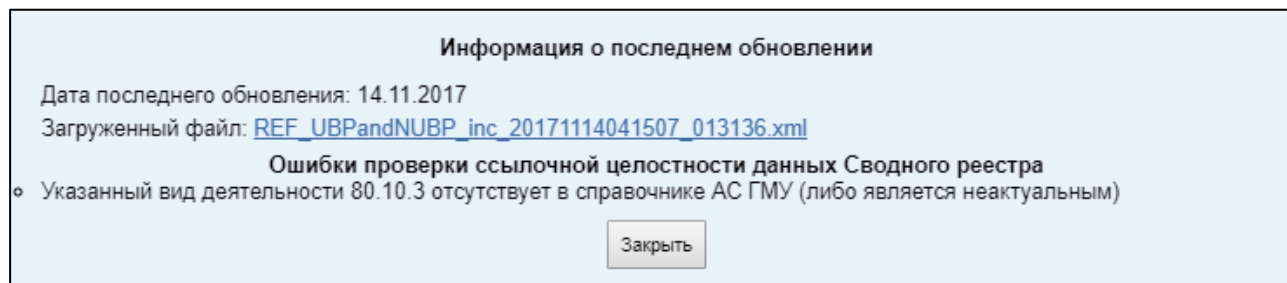 Информация о последнем обновлении
Дата последнего обновления: 14.11.2017
Загруженный файл: REF_UBPandNUBP_inc_20171114041507_013136.xml
Ошибки проверки ссылочной целостности данных Сводного реестра
Указанный вид деятельности 80.10.3 отсутствует в справочнике АС ГМУ (либо является неактуальным)
Закрыть